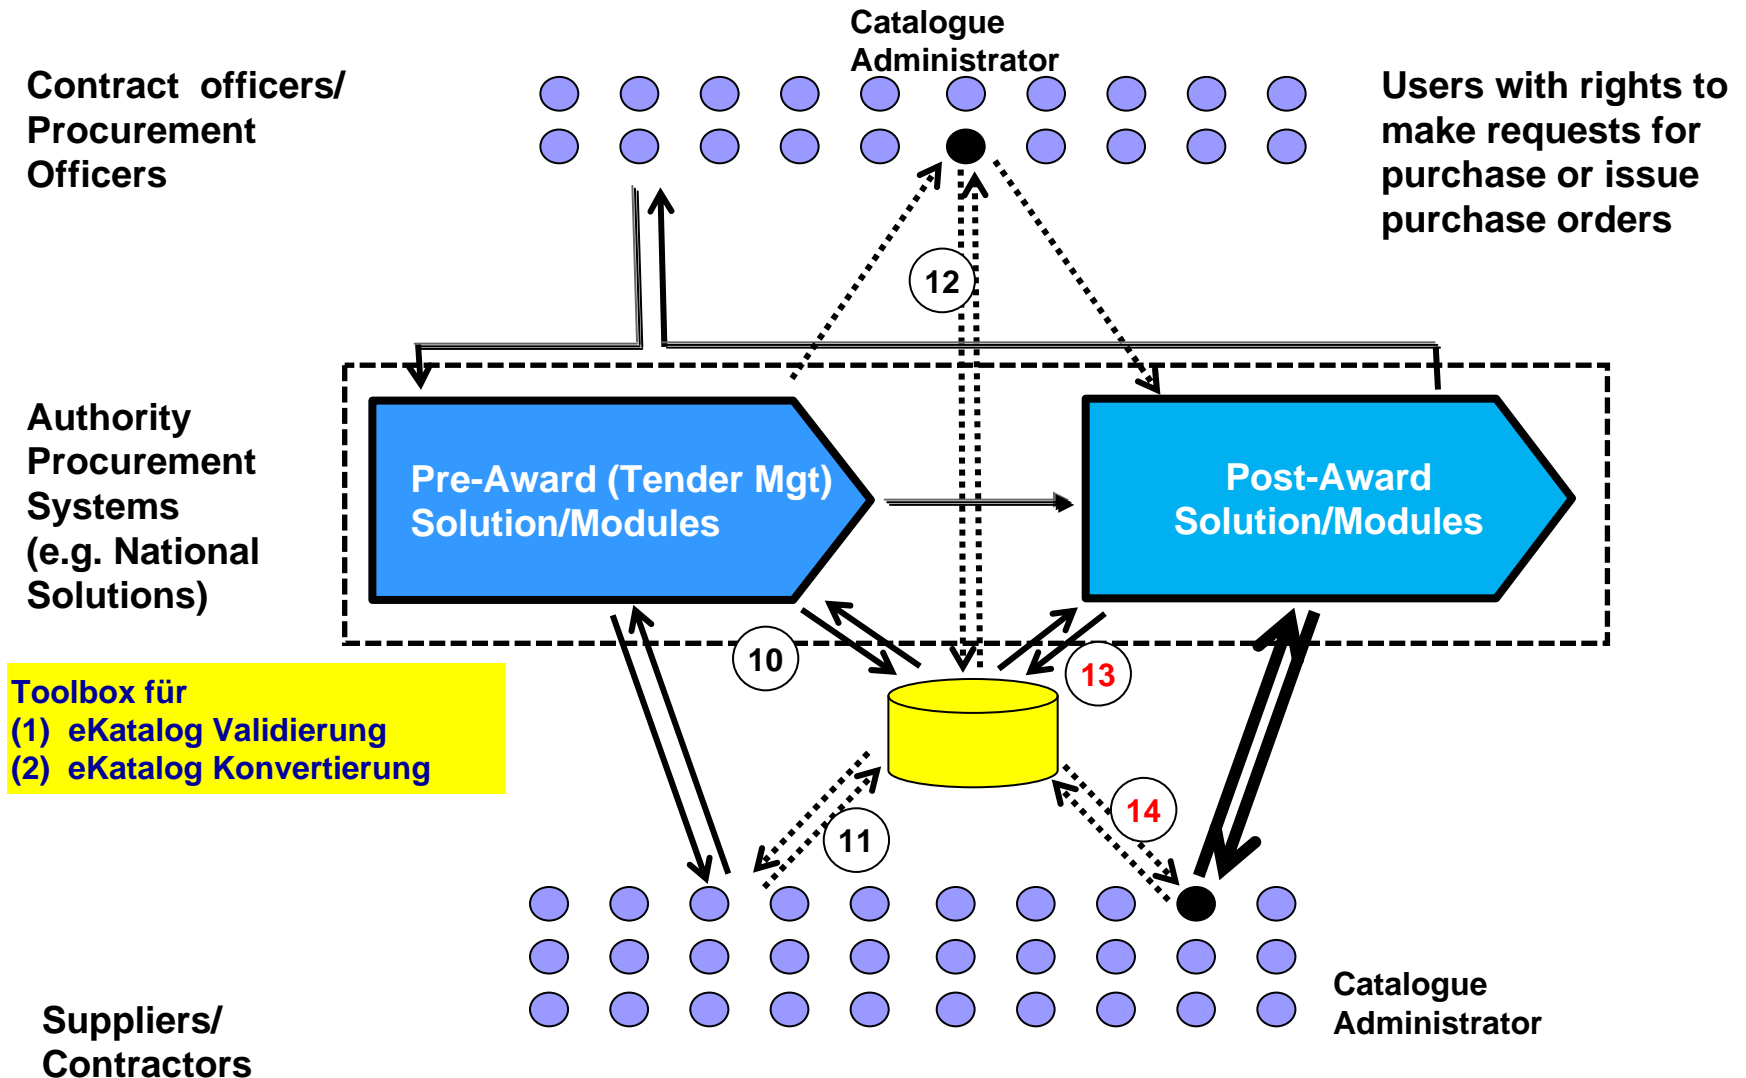 Catalogue
Administrator
Contract officers/
Procurement
Officers
Users with rights to
make requests for
purchase or issue
purchase orders
12
Authority
Procurement
Systems
(e.g. National
Solutions)
Pre-Award (Tender Mgt)
Solution/Modules
Post-Award
Solution/Modules
10
13
Toolbox für
(1) eKatalog Validierung
(2) eKatalog Konvertierung
11
14
Catalogue
Administrator
Suppliers/
Contractors